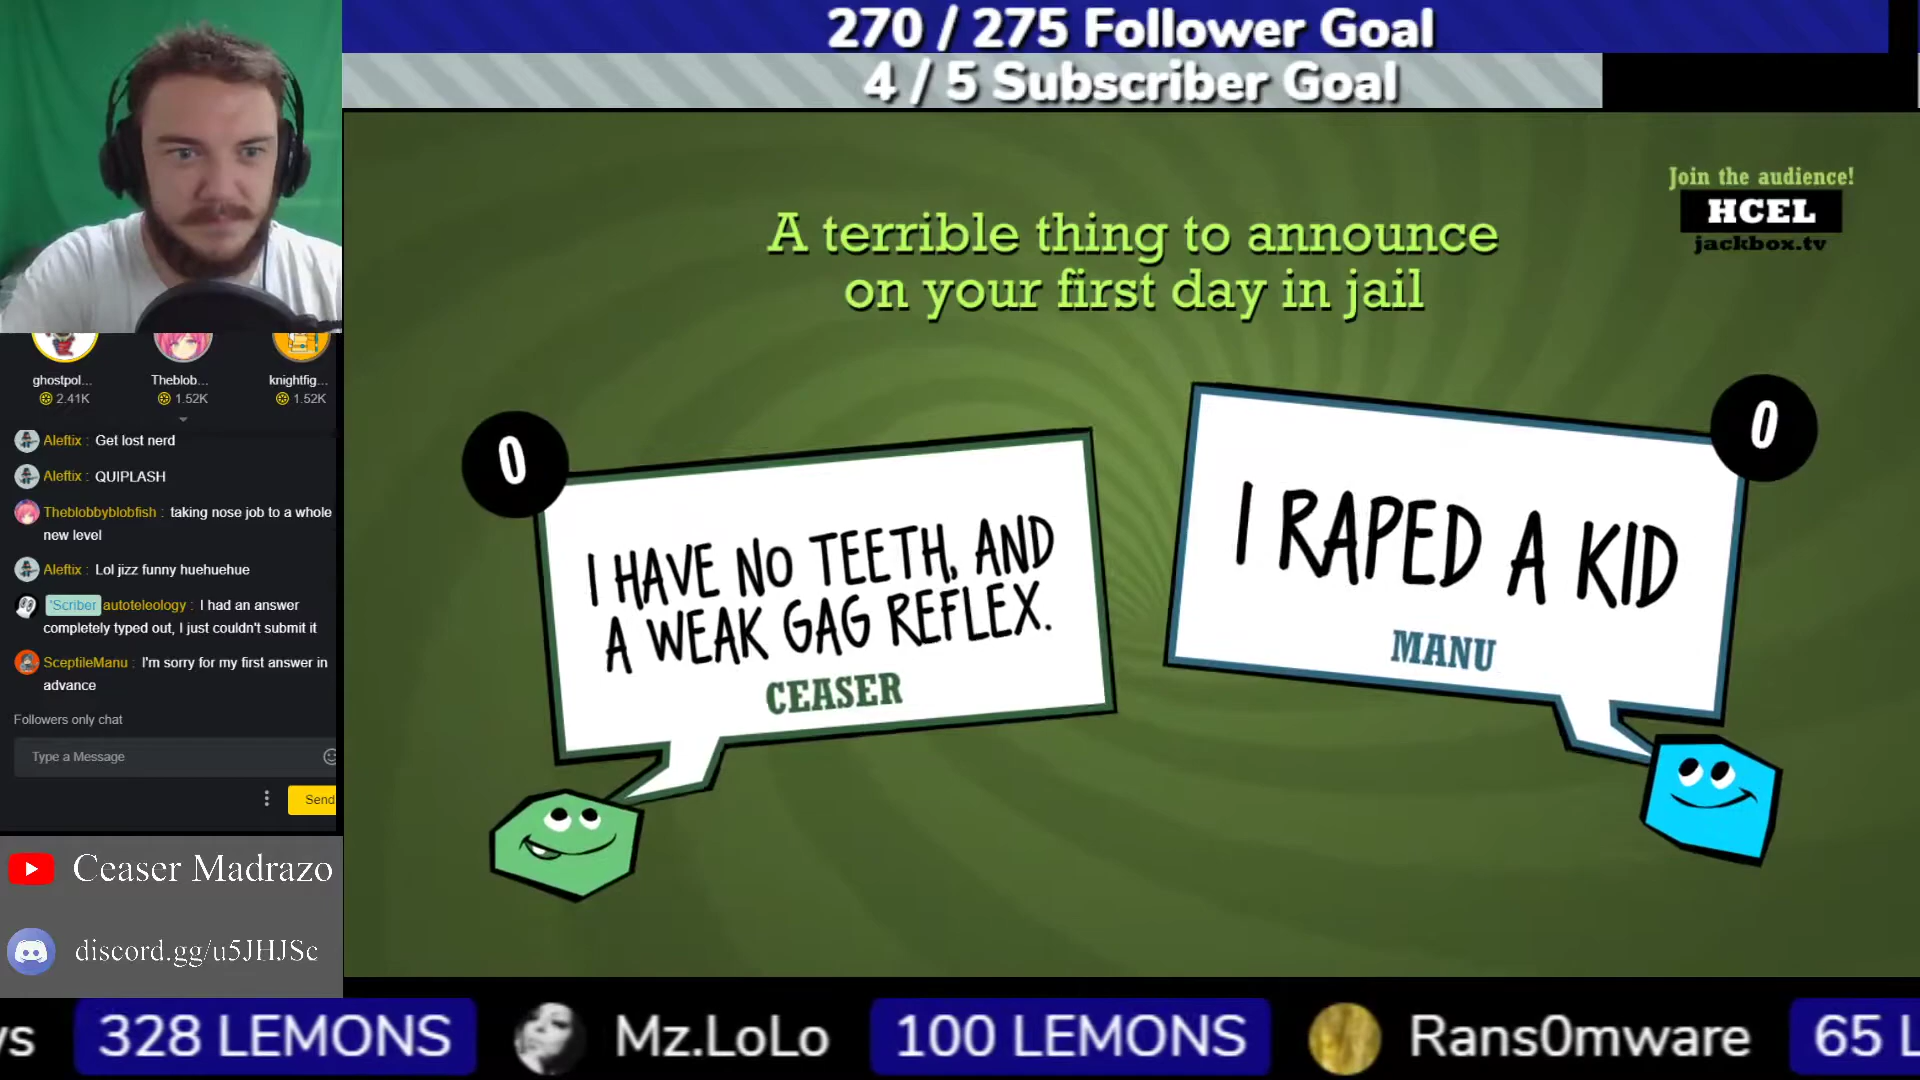 270 / 275 Follower Goal
4 / 5 Subscriber Goal
Join the audience!
HCEL
jackbox.tv
A terrible thing to announce
on your first day in jail
0
0
I HAVE NO TEETH, AND
A WEAK GAG REFLEX.
CEASER
I RAPED A KID
MANU
ghostpol...
Theblob...
knightfig...
2.41K
1.52K
1.52K
Aleftix : Get lost nerd
Aleftix : QUIPLASH
Theblobbyblobfish : taking nose job to a whole
new level
Aleftix : Lol jizz funny huehuehue
'Scriber autoteleology : I had an answer
completely typed out, I just couldn't submit it
SceptileManu : I'm sorry for my first answer in
advance
Followers only chat
Type a Message
Send
Ceaser Madrazo
discord.gg/u5JHJSc
328 LEMONS
Mz.LoLo
100 LEMONS
Rans0mware
65